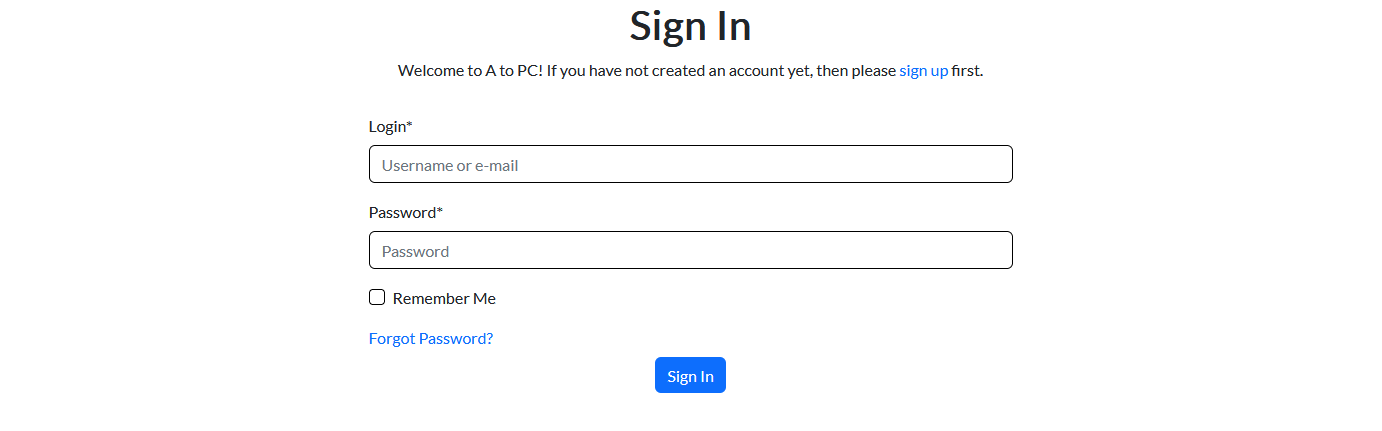 Sign In
Welcome to A to PC! If you have not created an account yet, then please sign up first.
Login*
Username or e-mail
Password*
Password
Remember Me
Forgot Password?
Sign In